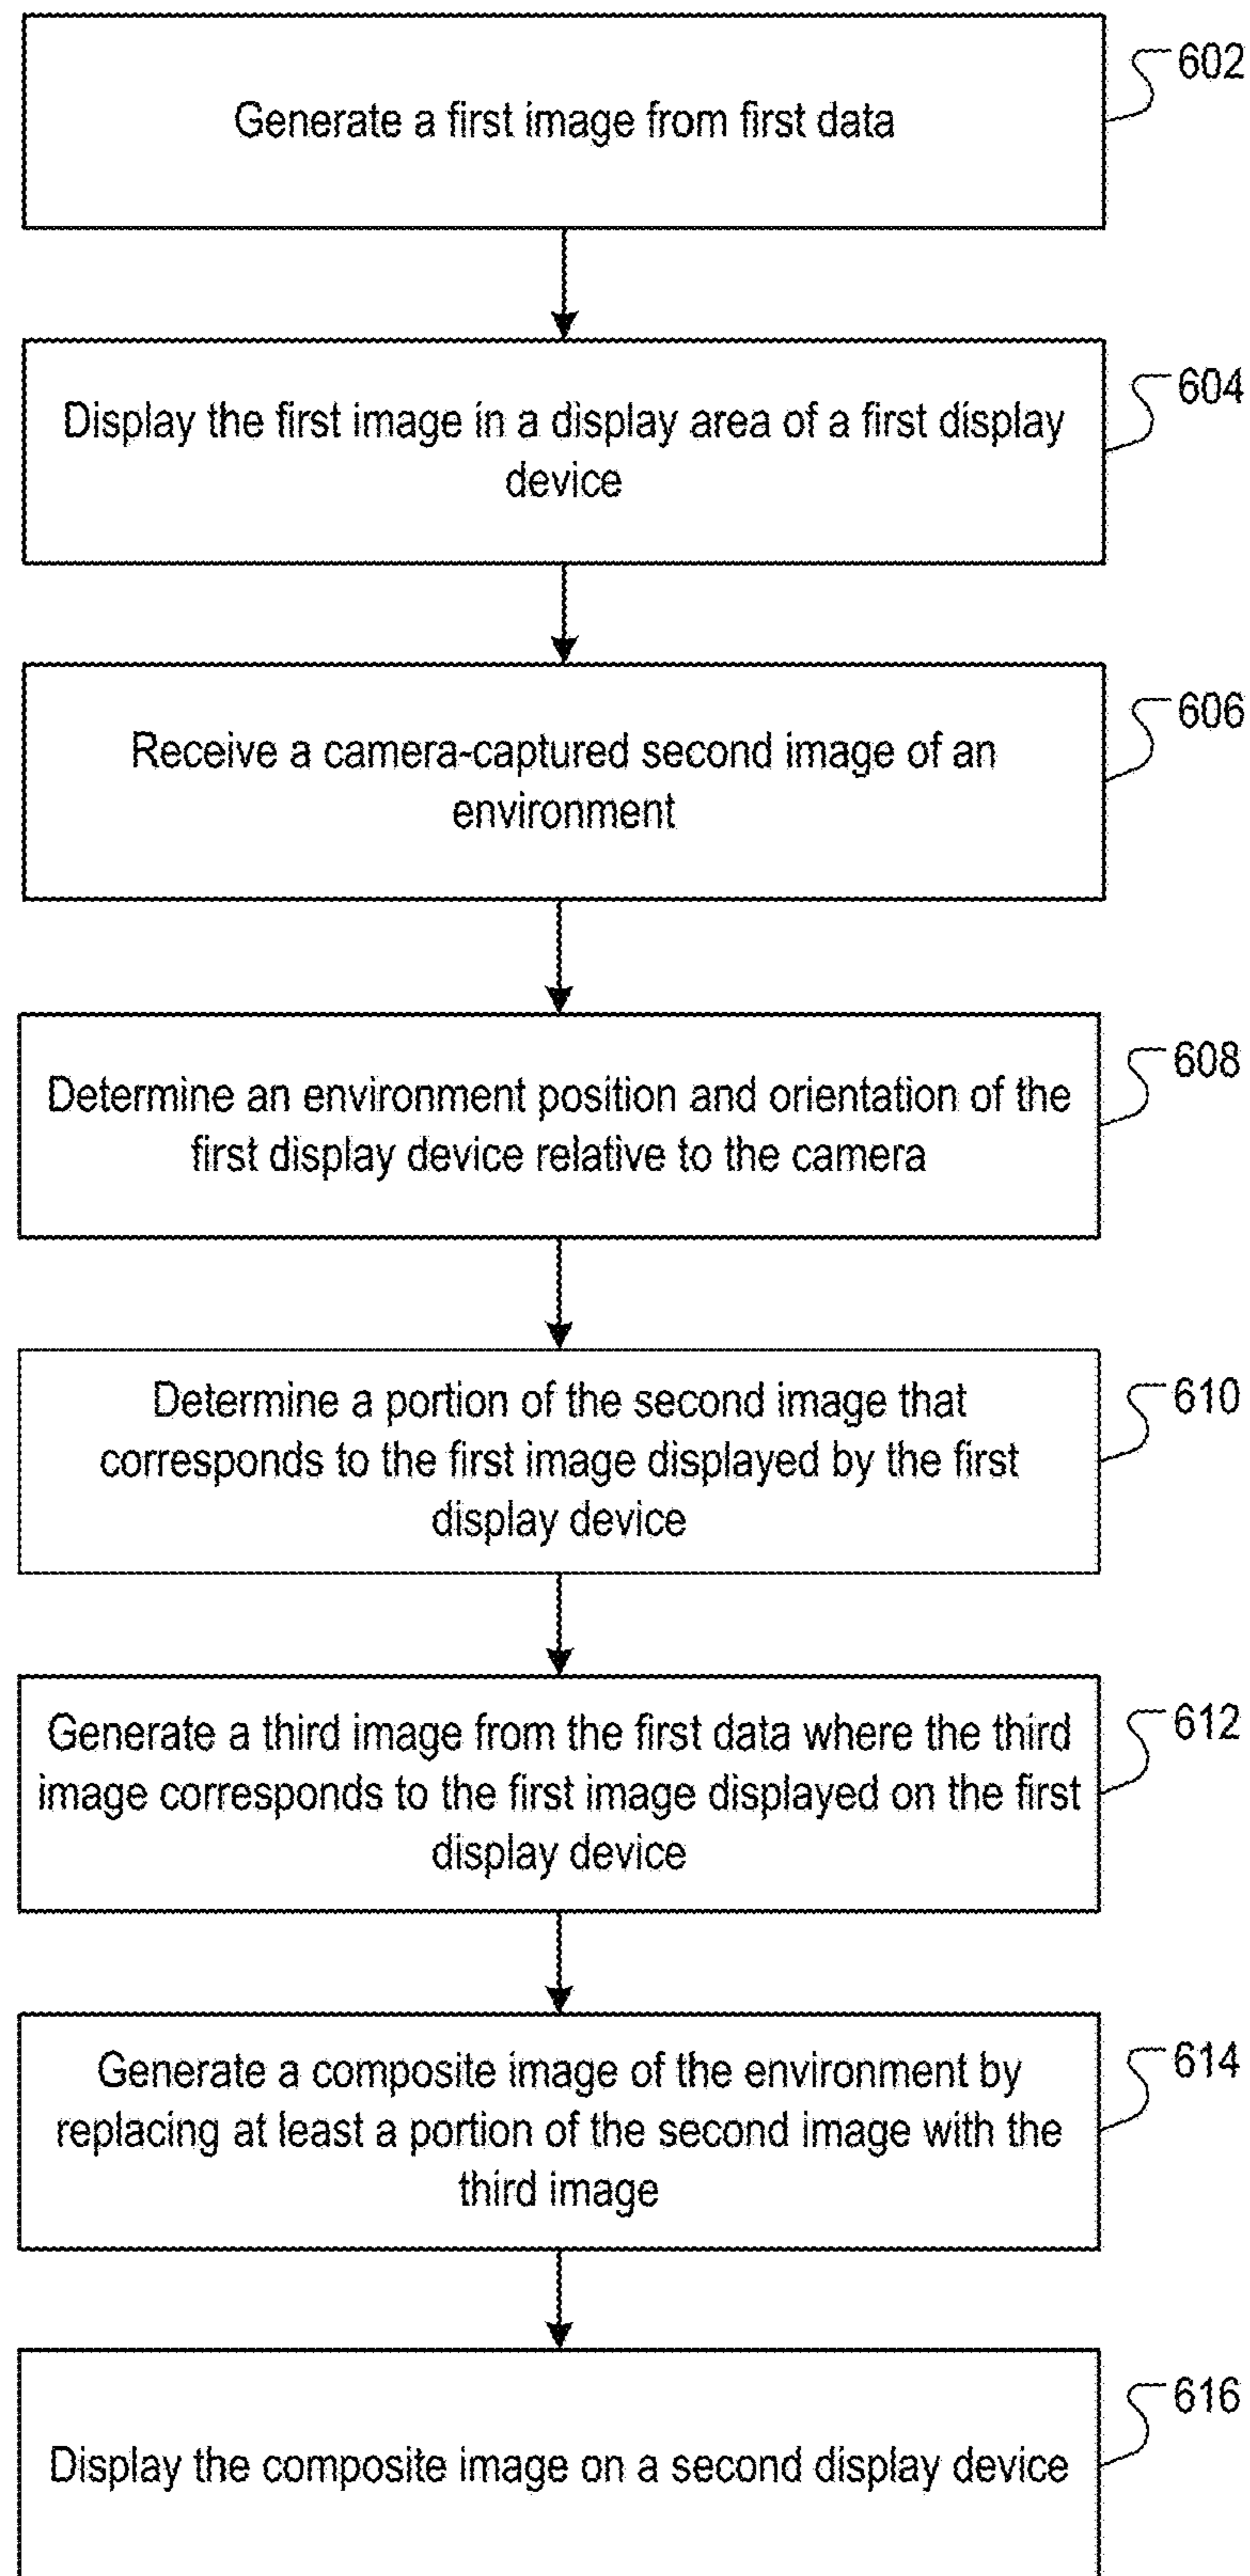 602
Generate a first image from first data
604
Display the first image in a display area of a first display
device
606
Receive a camera-captured second image of an
environment
608
Determine an environment position and orientation of the
first display device relative to the camera
610
Determine a portion of the second image that
corresponds to the first image displayed by the first
display device
612
Generate a third image from the first data where the third
image corresponds to the first image displayed on the first
display device
614
Generate a composite image of the environment by
replacing at least a portion of the second image with the
third image
616
Display the composite image on a second display device